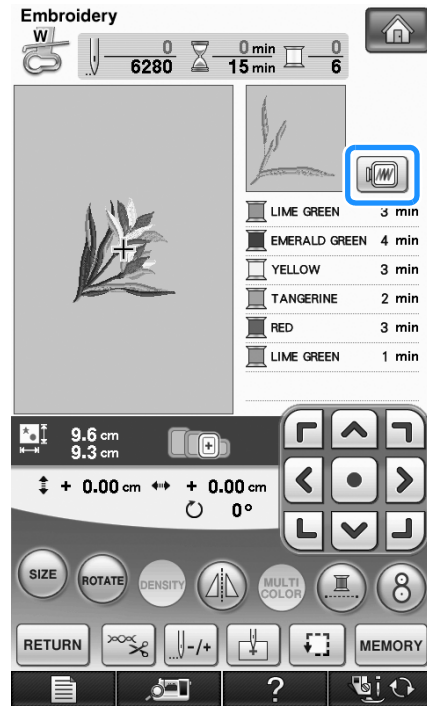 Embroidery
W
0 0 min 0
6280 15 min 6
LIME GREEN 3 min
EMERALD GREEN 4 min
YELLOW 3 min
TANGERINE 2 min
RED 3 min
LIME GREEN 1 min
9.6 cm
9.3 cm
+ 0.00 cm + 0.00 cm
0°
SIZE ROTATE DENSITY MULTI COLOR 8
RETURN -/+ MEMORY
?